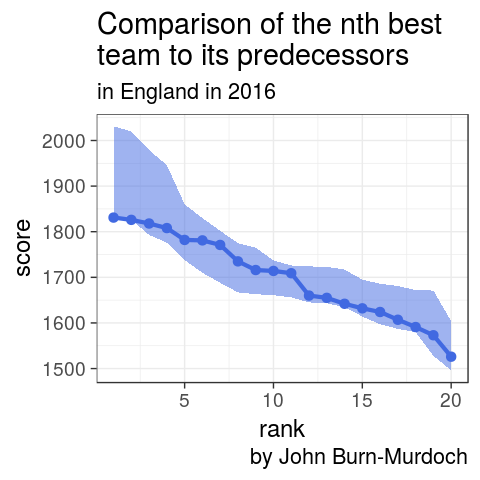 Comparison of the nth best
team to its predecessors
in England in 2016
score
2000
1900
1800
1700
1600
1500
5 10 15 20
rank
by John Burn-Murdoch